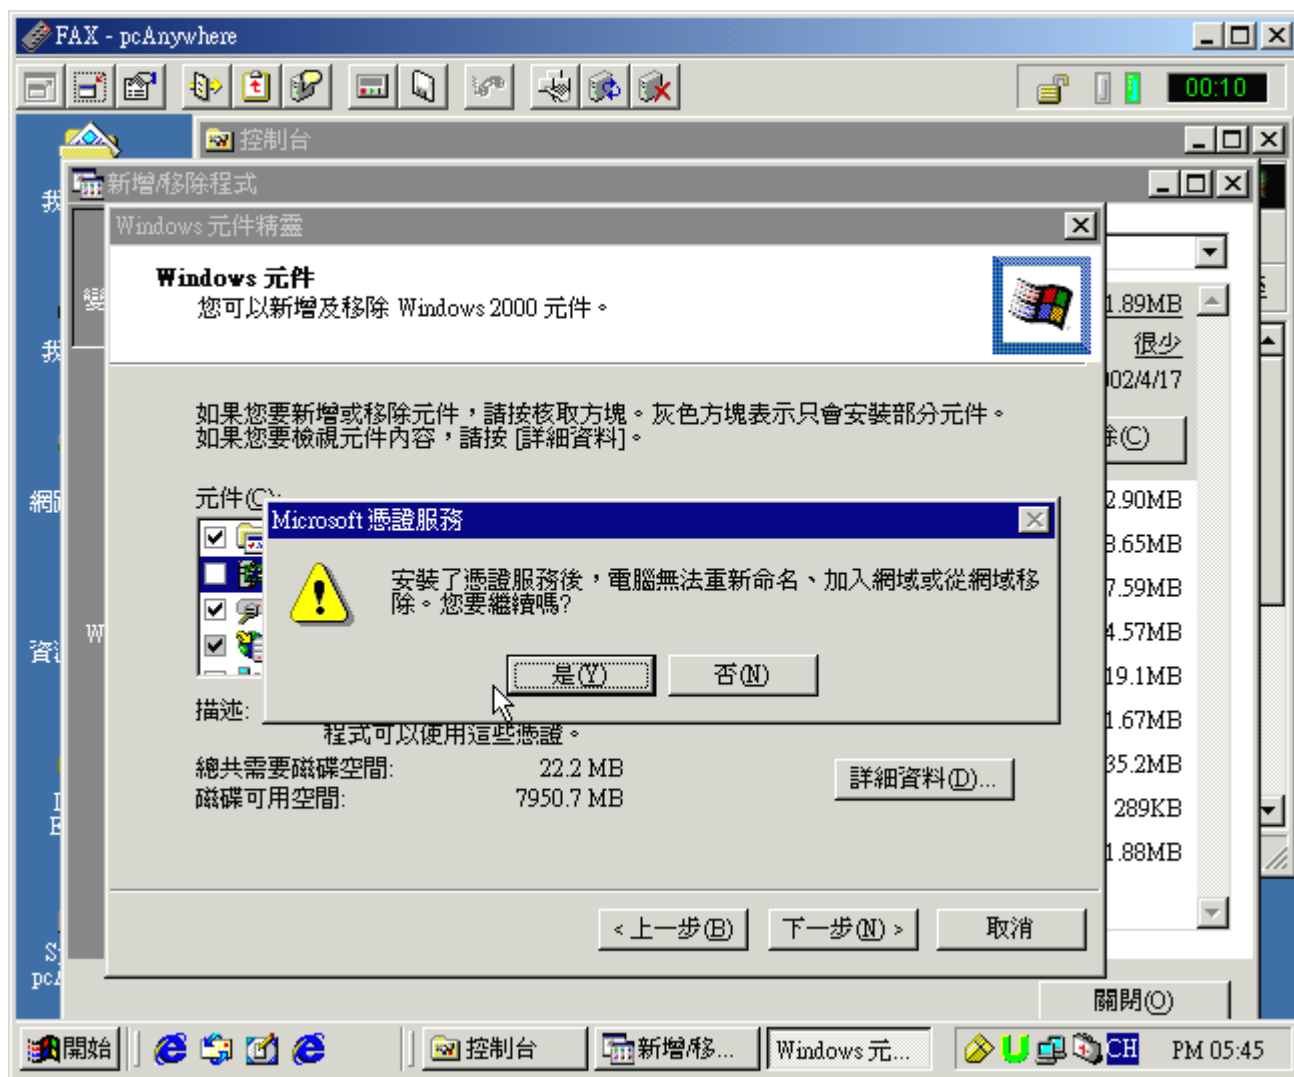 FAX - pcAnywhere
00:10
控制台
新增/移除程式
我
Windows 元件精靈
變
Windows 元件
您可以新增及移除 Windows 2000 元件。
1.89MB
很少
我
002/4/17
如果您要新增或移除元件，請按核取方塊。灰色方塊表示只會安裝部分元件。
如果您要檢視元件內容，請按 [詳細資料]。
除(C)
元件(C):
網
2.90MB
Microsoft 憑證服務
3.65MB
安裝了憑證服務後，電腦無法重新命名、加入網域或從網域移
除。您要繼續嗎?
7.59MB
W
4.57MB
資
是(Y)
否(N)
19.1MB
描述:
1.67MB
程式可以使用這些憑證。
總共需要磁碟空間: 22.2 MB
35.2MB
詳細資料(D)...
磁碟可用空間: 7950.7 MB
I
289KB
E
1.88MB
< 上一步(B)
下一步(N) >
取消
Sy
pcA
關閉(O)
開始
控制台
新增/移...
Windows 元...
CH
PM 05:45